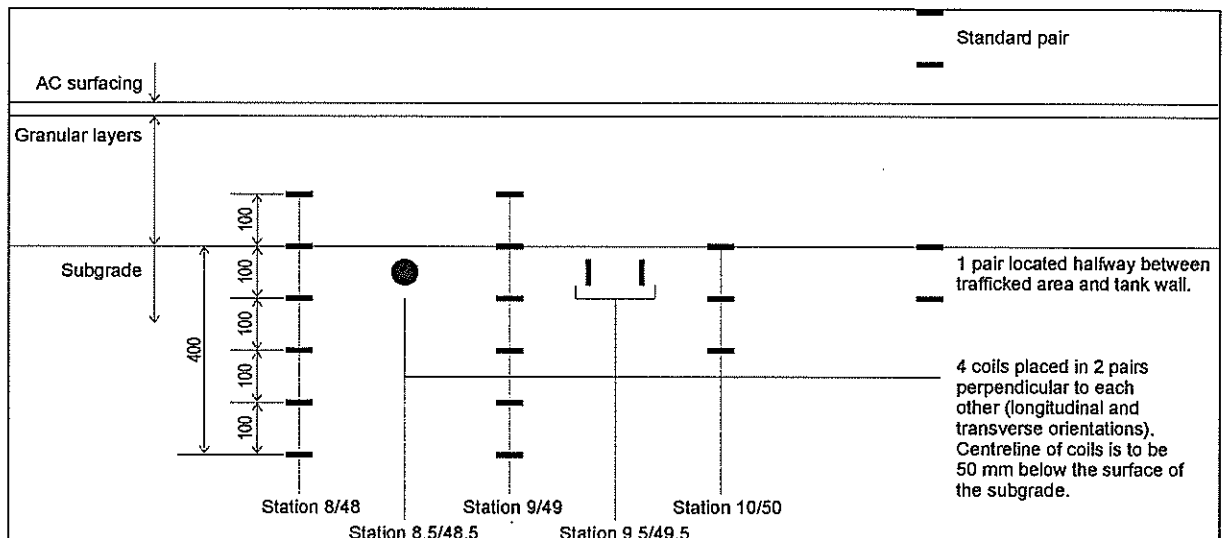 Standard pair
AC surfacing
Granular layers
100
Subgrade
100
100
400
100
100
1 pair located halfway between
trafficked area and tank wall.
4 coils placed in 2 pairs
perpendicular to each
other (longitudinal and
transverse orientations).
Centreline of coils is to be
50 mm below the surface of
the subgrade.
Station 8/48
Station 9/49
Station 10/50
Station 8.5/48.5
Station 9.5/49.5